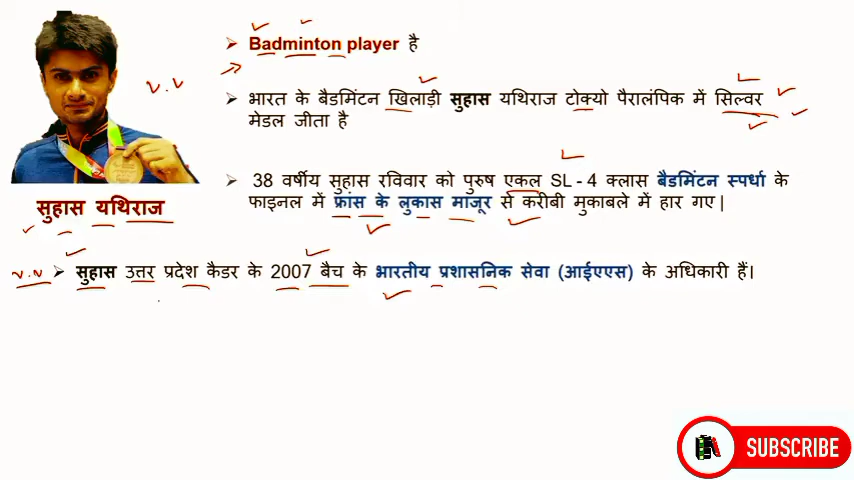 Badminton player है
v.v
भारत के बैडमिंटन खिलाड़ी सुहास यथिराज टोक्यो पैरालंपिक में सिल्वर
मेडल जीता है
38 वर्षीय सुहास रविवार को पुरुष एकल SL - 4 क्लास बैडमिंटन स्पर्धा के
फाइनल में फ्रांस के लुकास माजूर से करीबी मुकाबले में हार गए |
सुहास यथिराज
v.v
सुहास उत्तर प्रदेश कैडर के 2007 बैच के भारतीय प्रशासनिक सेवा (आईएएस) के अधिकारी हैं।
SUBSCRIBE